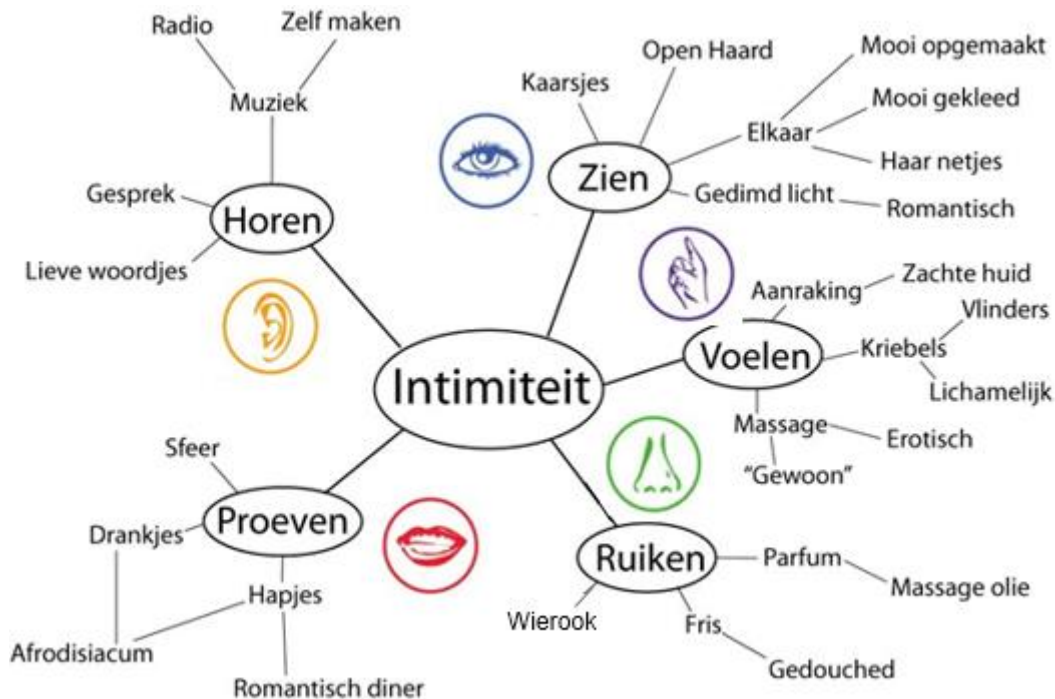 Radio
Zelf maken
Muziek
Gesprek
Horen
Lieve woordjes
Kaarsjes
Open Haard
Mooi opgemaakt
Mooi gekleed
Elkaar
Haar netjes
Zien
Gedimd licht
Romantisch
Aanraking
Zachte huid
Vlinders
Voelen
Kriebels
Lichamelijk
Massage
Erotisch
“Gewoon”
Intimiteit
Sfeer
Proeven
Drankjes
Hapjes
Afrodisiacum
Romantisch diner
Ruiken
Parfum
Massage olie
Wierook
Fris
Gedouched